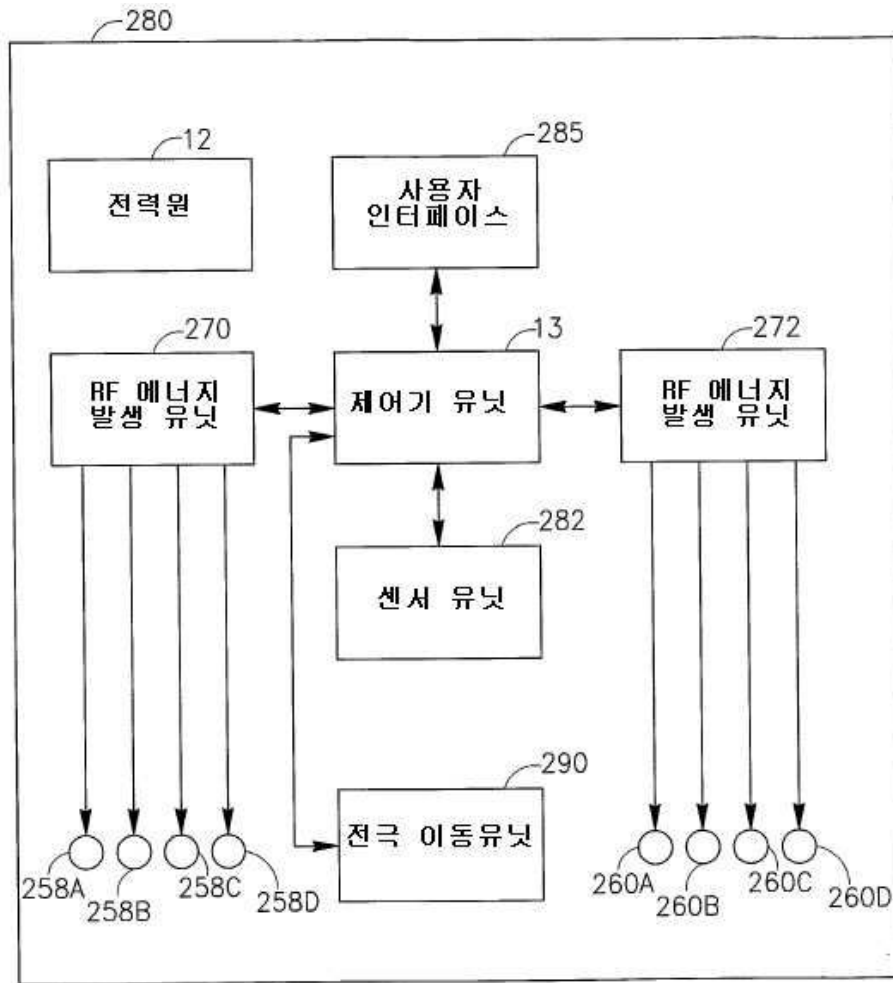 280
12
전력원
285
사용자
인터페이스
270
RF 에너지
발생 유닛
13
제어기 유닛
272
RF 에너지
발생 유닛
282
센서 유닛
290
전극 이동유닛
258A
258B
258C
258D
260A
260B
260C
260D